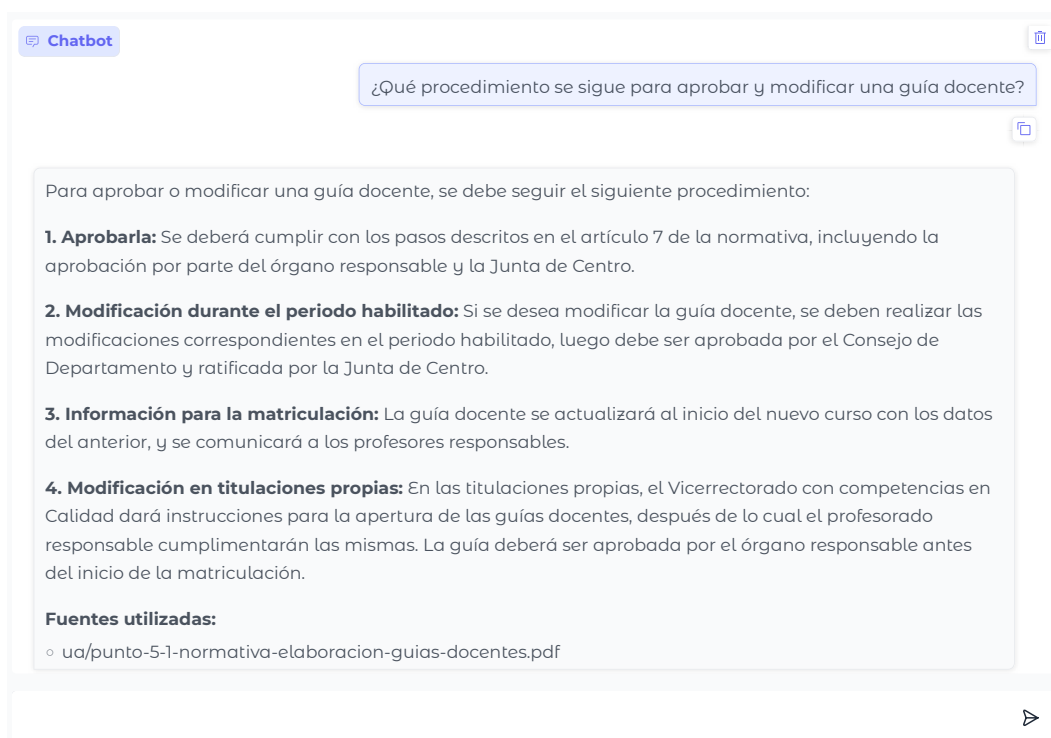 Chatbot
¿Qué procedimiento se sigue para aprobar y modificar una guía docente?
Para aprobar o modificar una guía docente, se debe seguir el siguiente procedimiento:
1. Aprobarla: Se deberá cumplir con los pasos descritos en el artículo 7 de la normativa, incluyendo la
aprobación por parte del órgano responsable y la Junta de Centro.
2. Modificación durante el periodo habilitado: Si se desea modificar la guía docente, se deben realizar las
modificaciones correspondientes en el periodo habilitado, luego debe ser aprobada por el Consejo de
Departamento y ratificada por la Junta de Centro.
3. Información para la matriculación: La guía docente se actualizará al inicio del nuevo curso con los datos
del anterior, y se comunicará a los profesores responsables.
4. Modificación en titulaciones propias: En las titulaciones propias, el Vicerrectorado con competencias en
Calidad dará instrucciones para la apertura de las guías docentes, después de lo cual el profesorado
responsable cumplimentarán las mismas. La guía deberá ser aprobada por el órgano responsable antes
del inicio de la matriculación.
Fuentes utilizadas:
◦ ua/punto-5-1-normativa-elaboracion-guias-docentes.pdf